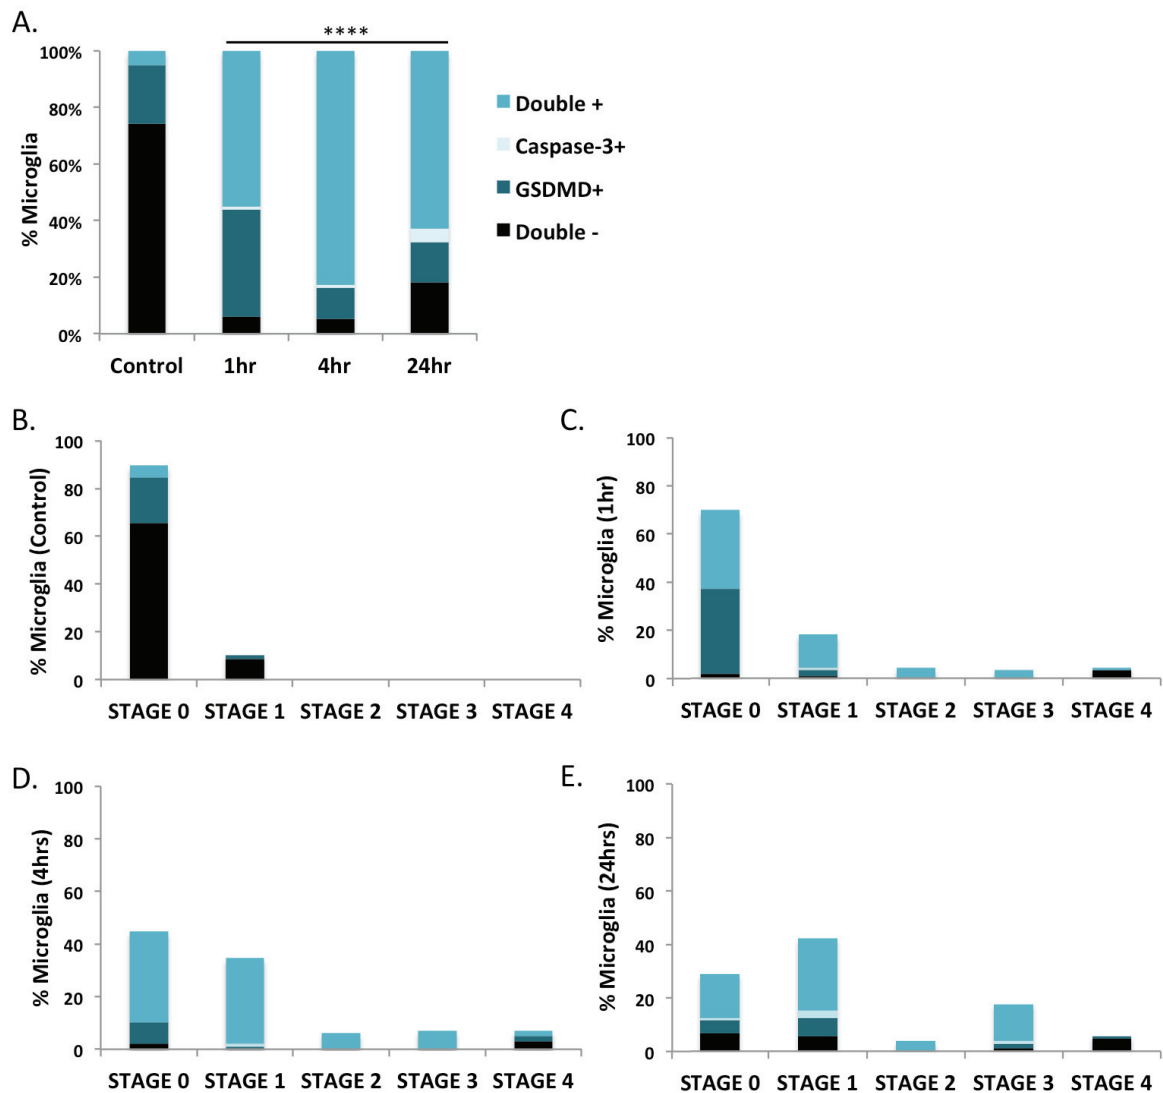 A.
****
100%
80%
60%
40%
20%
0%
% Microglia
Control 1hr 4hr 24hr
Double +
Caspase-3+
GSDMD+
Double -
B.
100
80
60
40
20
0
% Microglia (Control)
STAGE 0 STAGE 1 STAGE 2 STAGE 3 STAGE 4
C.
100
80
60
40
20
0
% Microglia (1hr)
STAGE 0 STAGE 1 STAGE 2 STAGE 3 STAGE 4
D.
100
80
60
40
20
0
% Microglia (4hrs)
STAGE 0 STAGE 1 STAGE 2 STAGE 3 STAGE 4
E.
100
80
60
40
20
0
% Microglia (24hrs)
STAGE 0 STAGE 1 STAGE 2 STAGE 3 STAGE 4